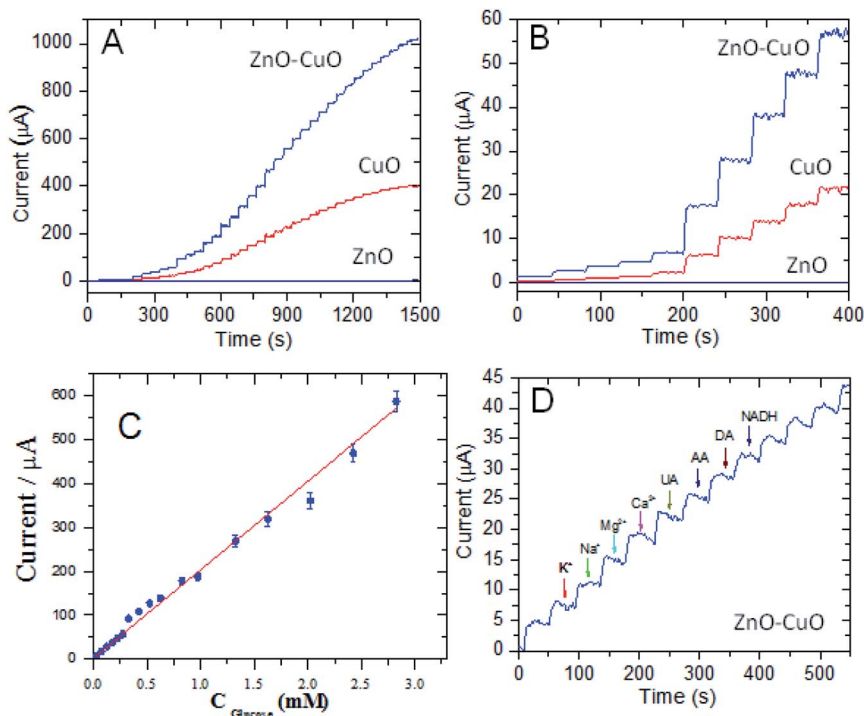 A
ZnO-CuO
CuO
ZnO
1000
800
600
400
200
0
Current (μA)
0 300 600 900 1200 1500
Time (s)
B
ZnO-CuO
CuO
ZnO
60
50
40
30
20
10
0
Current (μA)
0 100 200 300 400
Time (s)
C
600
500
400
300
200
100
0
Current / μA
0.0 0.5 1.0 1.5 2.0 2.5 3.0
C Glucose (mM)
D
45
40
35
30
25
20
15
10
5
0
Current (μA)
K⁺
Na⁺
Mg²⁺
Ca²⁺
UA
AA
DA
NADH
ZnO-CuO
0 100 200 300 400 500
Time (s)